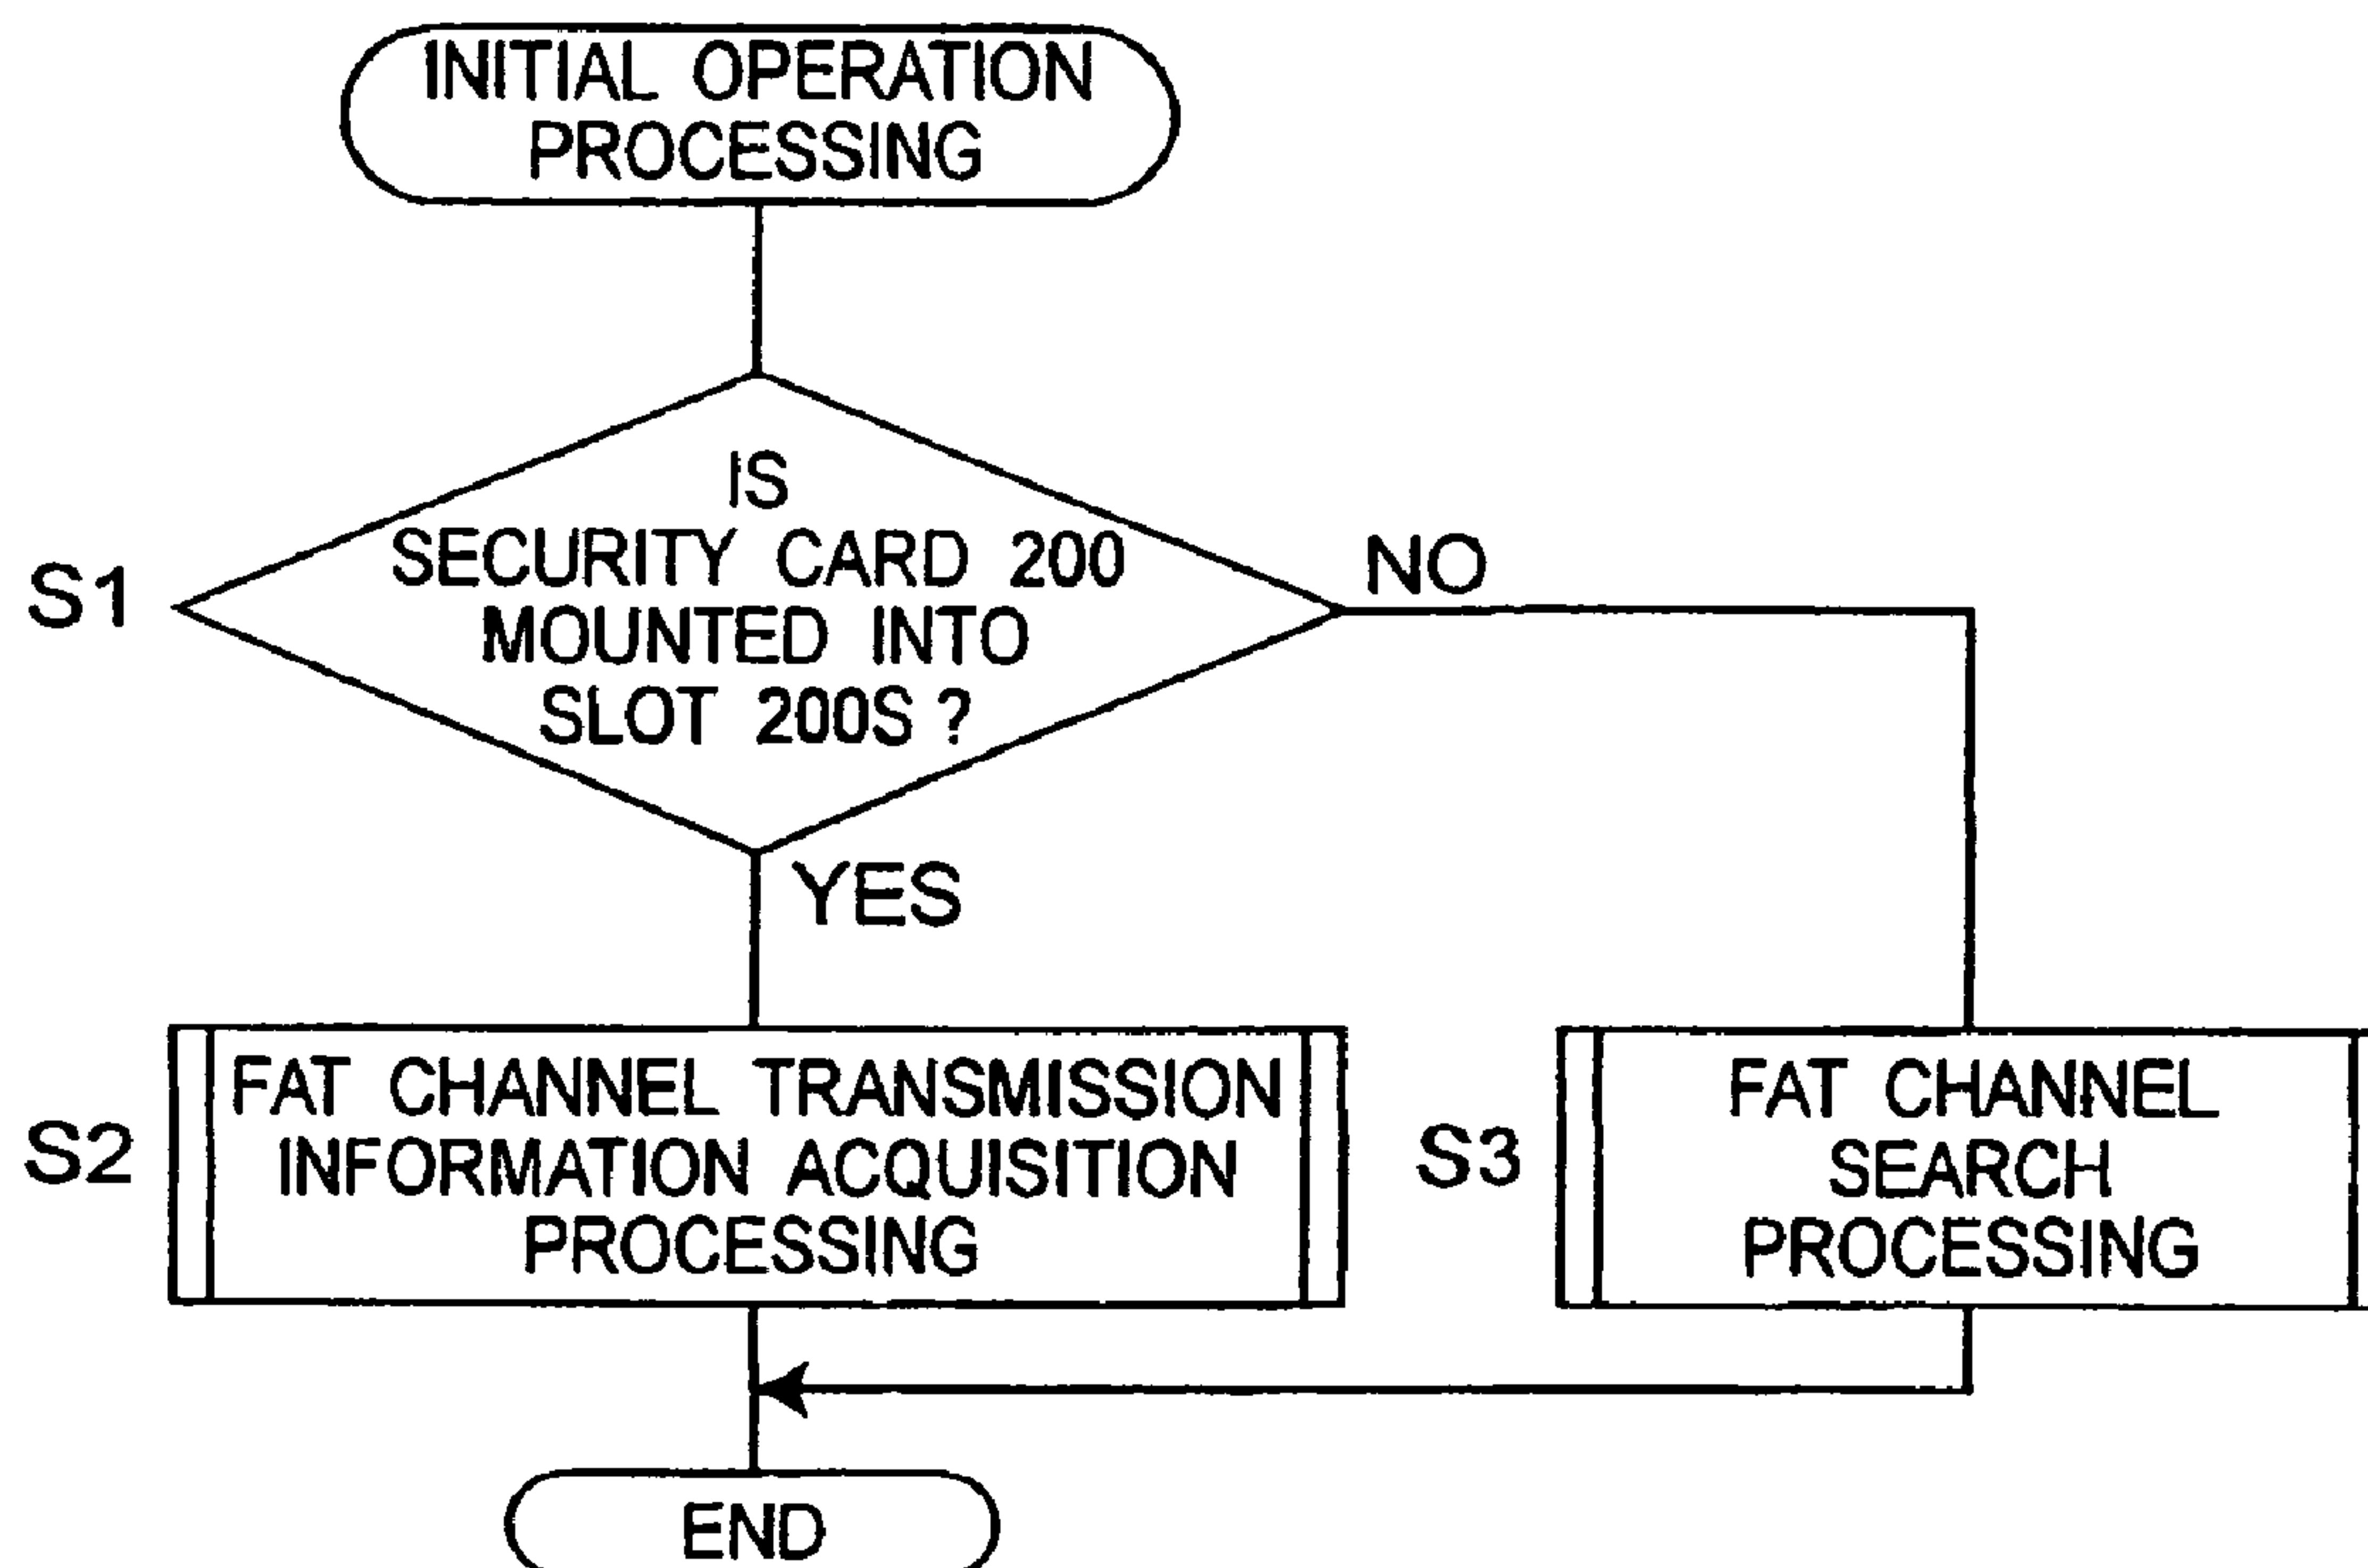 INITIAL OPERATION
PROCESSING
IS
SECURITY CARD 200
MOUNTED INTO
SLOT 200S ?
S1
NO
YES
S2
FAT CHANNEL TRANSMISSION
INFORMATION ACQUISITION
PROCESSING
S3
FAT CHANNEL
SEARCH
PROCESSING
END